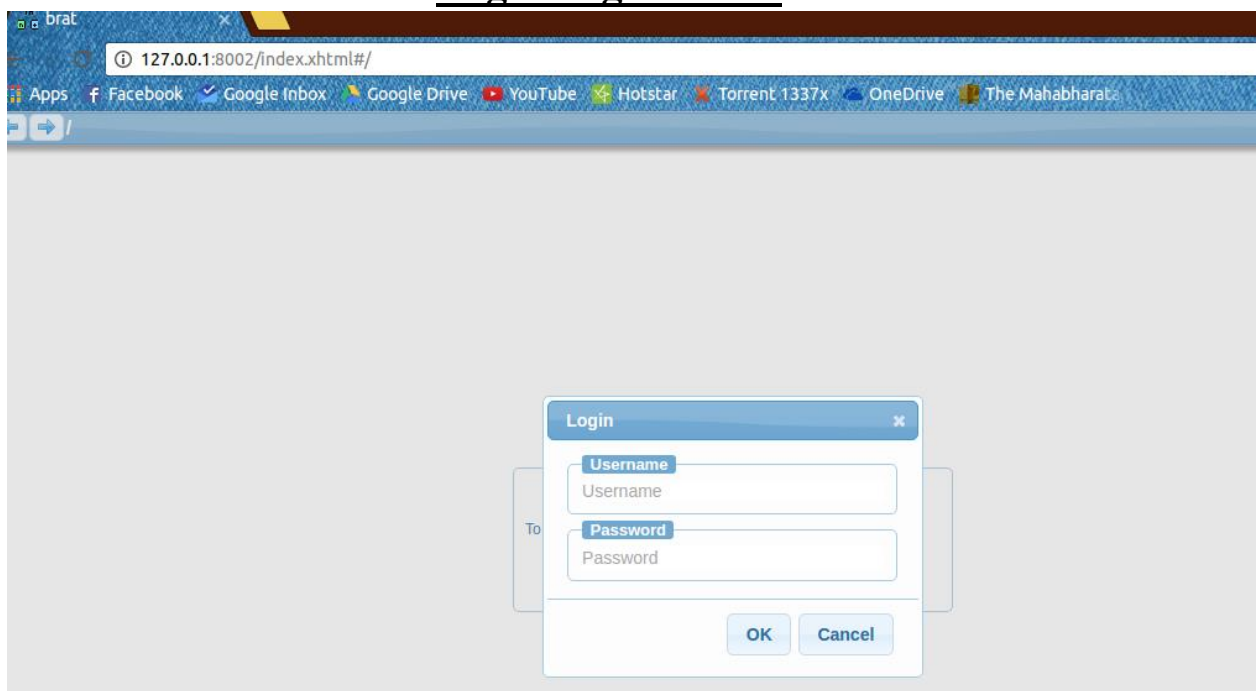 brat
127.0.0.1:8002/index.xhtml#/
Apps Facebook Google Inbox Google Drive YouTube Hotstar Torrent 1337x OneDrive The Mahabharata
/
Login
Username
Username
To
Password
Password
OK Cancel